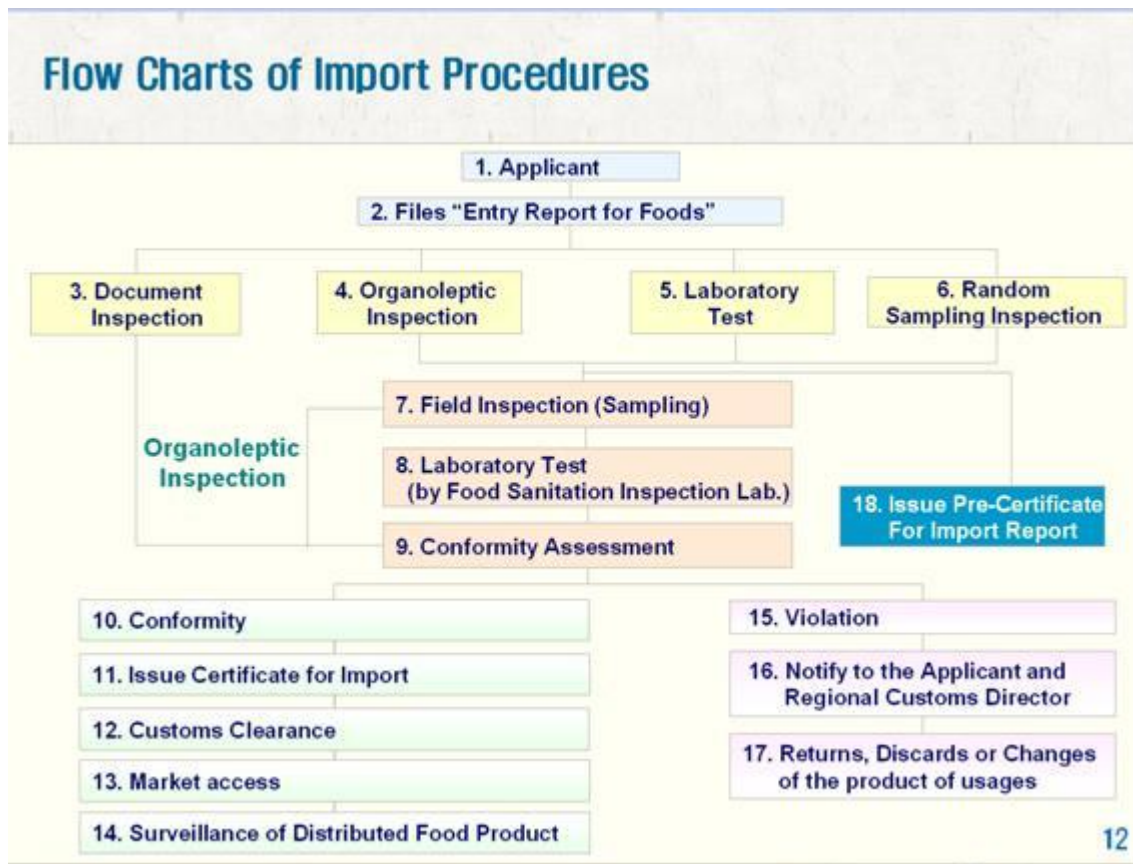 Flow Charts of Import Procedures
1. Applicant
2. Files “Entry Report for Foods”
3. Document
Inspection
4. Organoleptic
Inspection
5. Laboratory
Test
6. Random
Sampling Inspection
7. Field Inspection (Sampling)
Organoleptic
Inspection
8. Laboratory Test
(by Food Sanitation Inspection Lab.)
18. Issue Pre-Certificate
For Import Report
9. Conformity Assessment
10. Conformity
11. Issue Certificate for Import
12. Customs Clearance
13. Market access
14. Surveillance of Distributed Food Product
15. Violation
16. Notify to the Applicant and
Regional Customs Director
17. Returns, Discards or Changes
of the product of usages
12